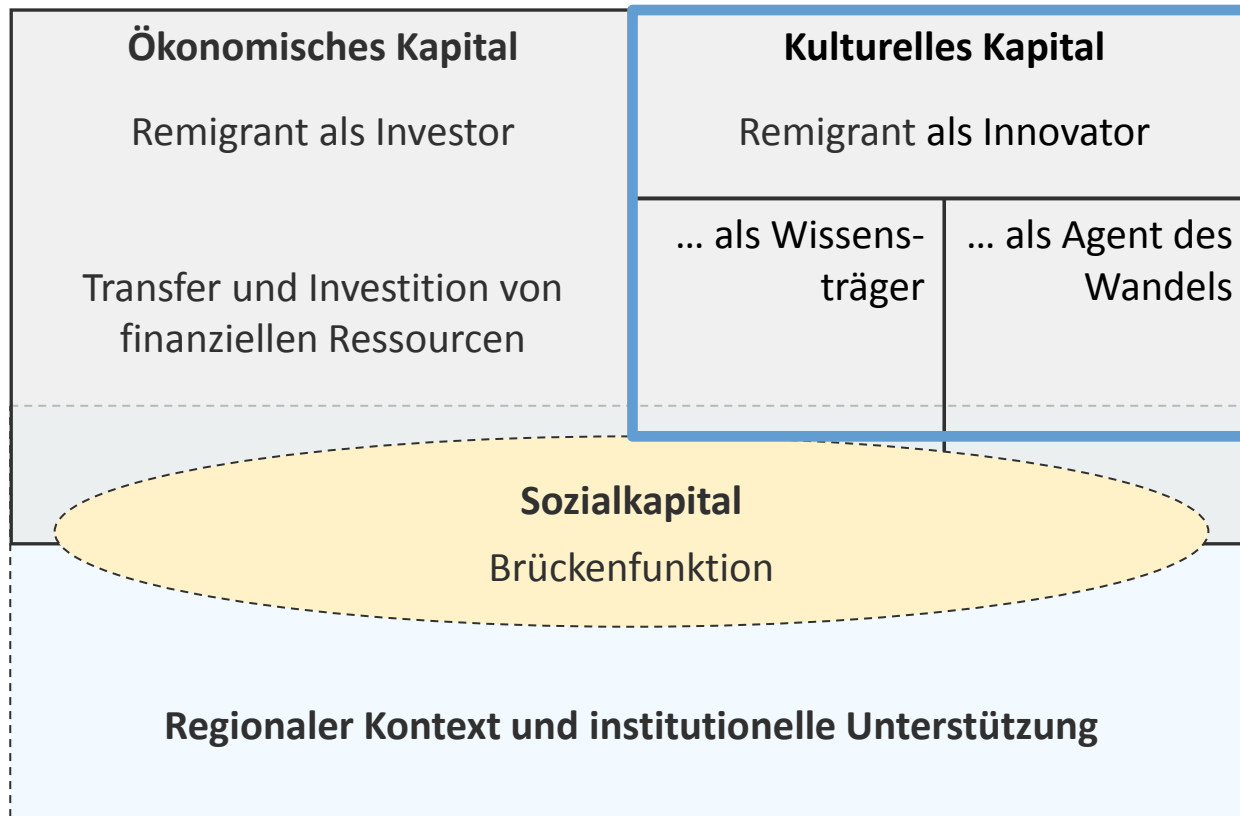 Ökonomisches Kapital
Remigrant als Investor
Transfer und Investition von
finanziellen Ressourcen
Kulturelles Kapital
Remigrant als Innovator
... als Wissens-
träger
... als Agent des
Wandels
Sozialkapital
Brückenfunktion
Regionaler Kontext und institutionelle Unterstützung